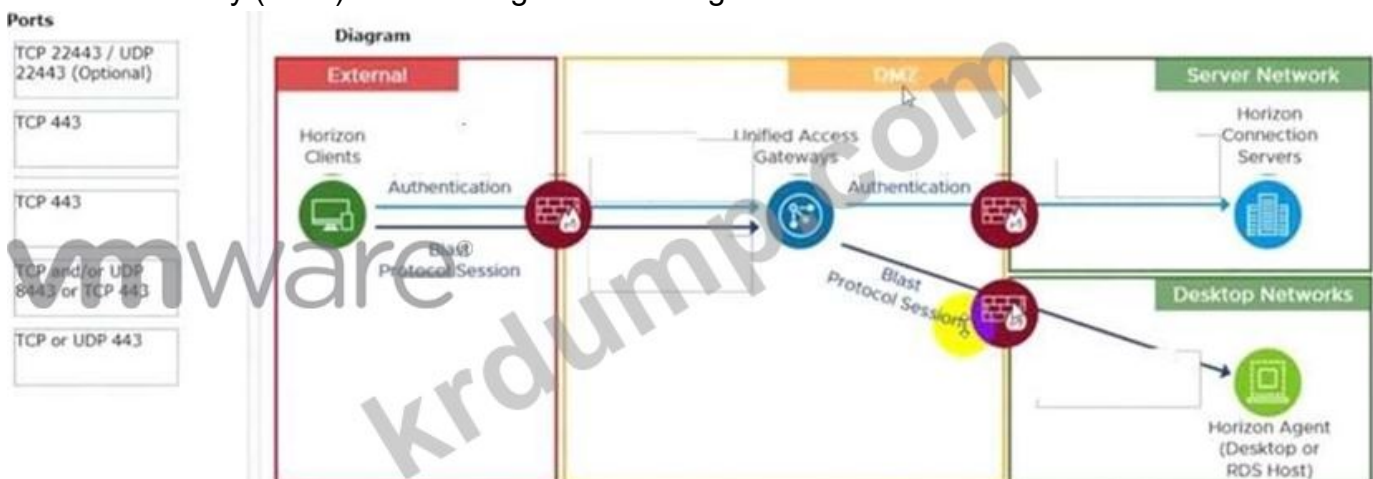 Ports
TCP 22443 / UDP
22443 (Optional)
TCP 443
TCP 443
TCP and/or UDP
8443 or TCP 443
TCP or UDP 443
vmware®
Diagram
External
DMZ
Server Network
Horizon
Clients
Unified Access
Gateways
Horizon
Connection
Servers
Authentication
Authentication
Blast
Protocol Session
Blast
Protocol Session
Desktop Networks
Horizon Agent
(Desktop or
RDS Host)
krdump.com